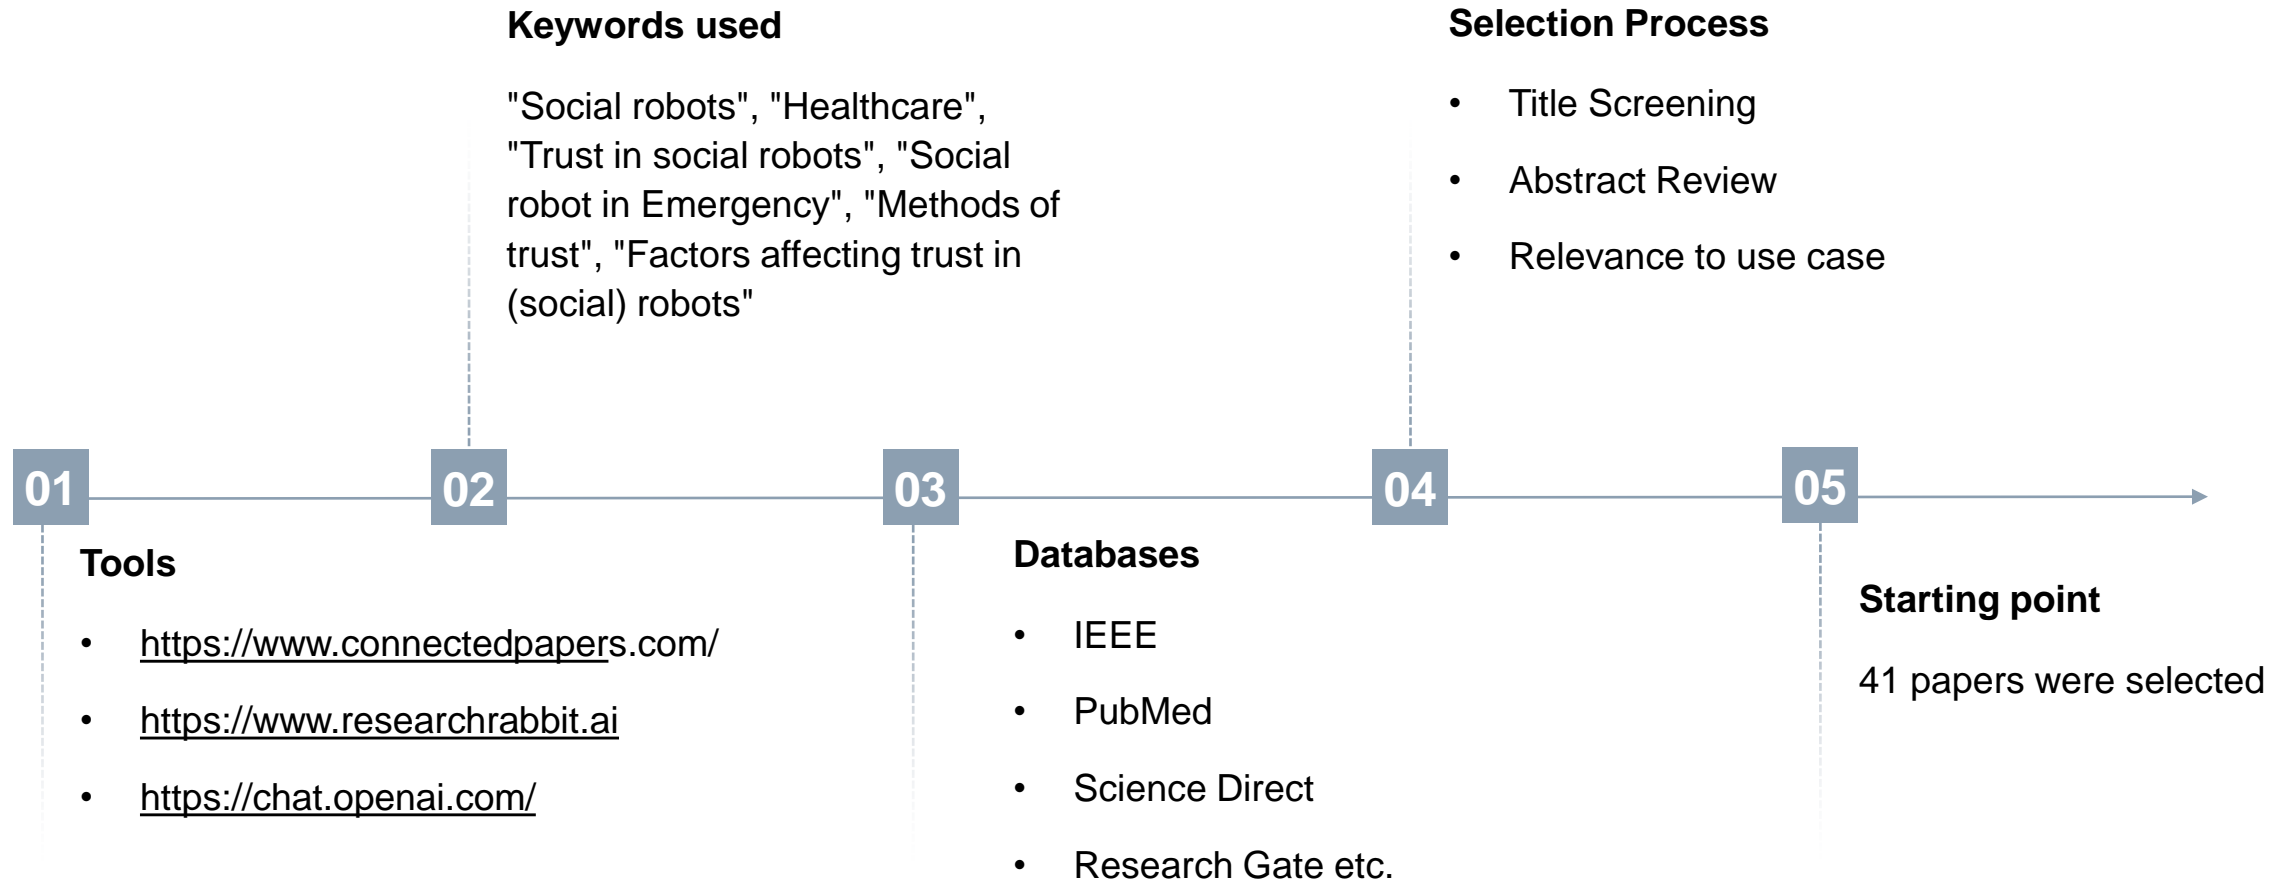 Keywords used
"Social robots", "Healthcare",
"Trust in social robots", "Social
robot in Emergency", "Methods of
trust", "Factors affecting trust in
(social) robots"
Selection Process
• Title Screening
• Abstract Review
• Relevance to use case
01
02
03
04
05
Tools
• https://www.connectedpapers.com/
• https://www.researchrabbit.ai
• https://chat.openai.com/
Databases
• IEEE
• PubMed
• Science Direct
• Research Gate etc.
Starting point
41 papers were selected